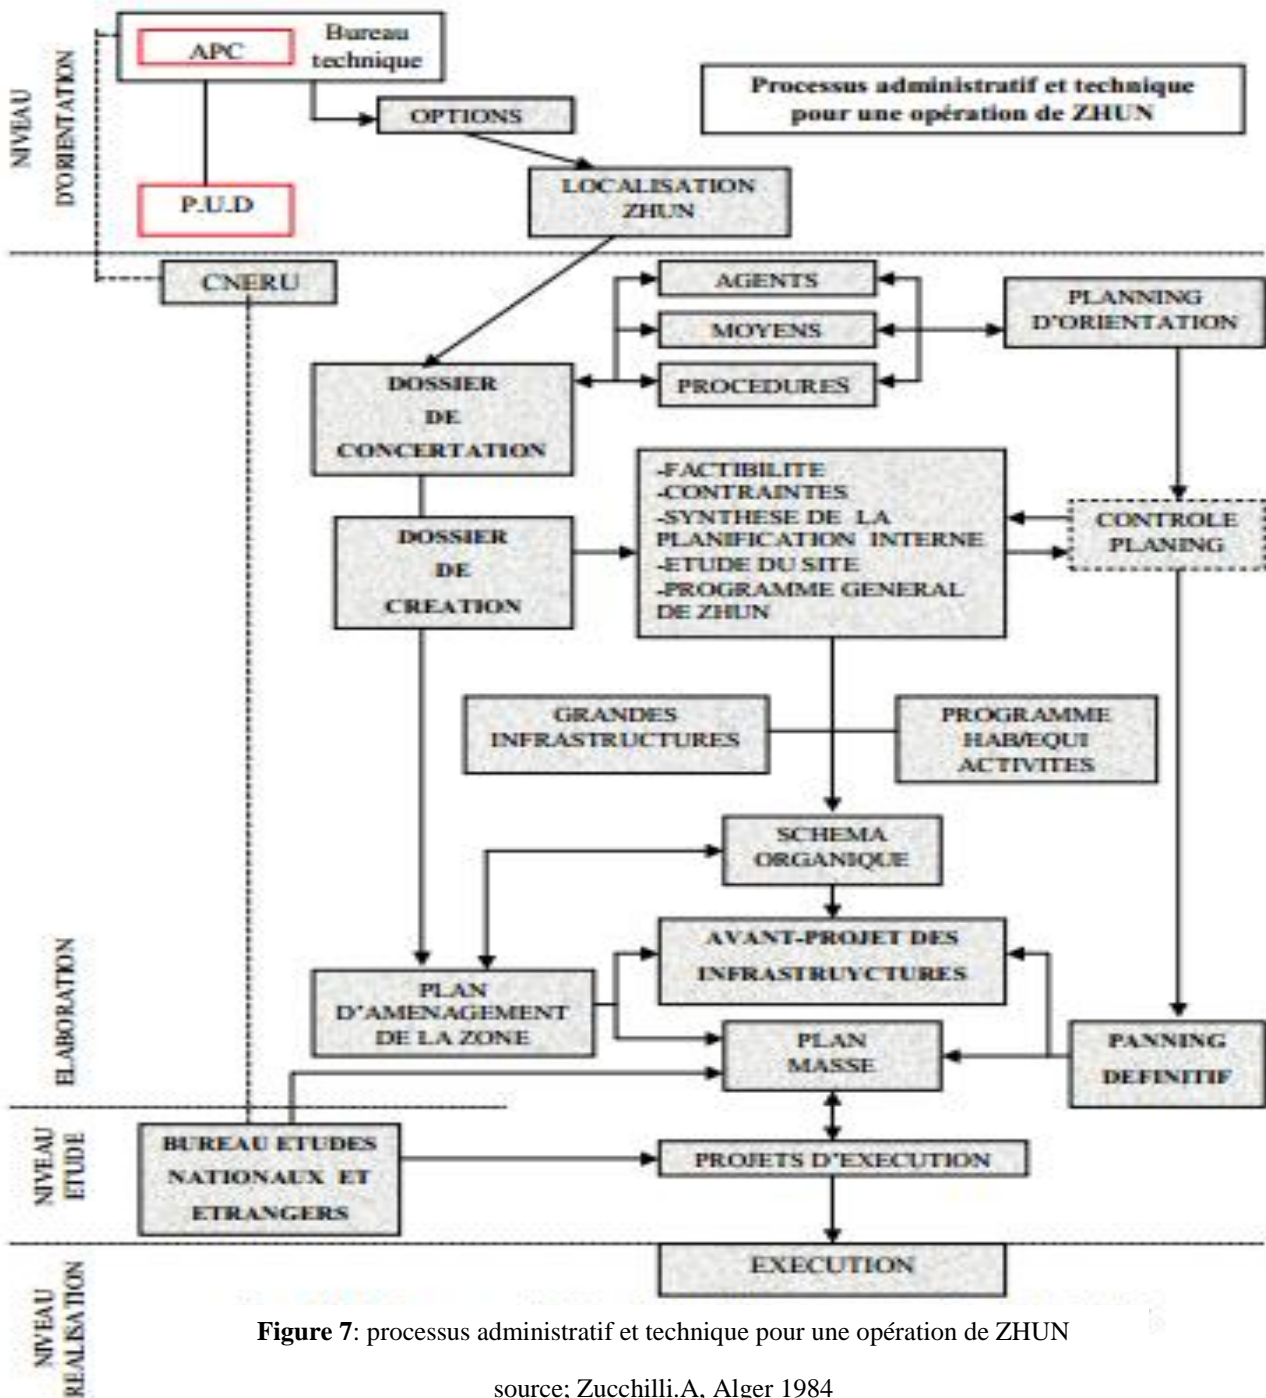 NIVEAU
D'ORIENTATION
APC
Bureau
technique
OPTIONS
Processus administratif et technique
pour une opération de ZHUN
P.U.D
LOCALISATION
ZHUN
CNERU
AGENTS
MOYENS
PROCEDURES
PLANNING
D'ORIENTATION
DOSSIER
DE
CONCERTATION
-FACTIBILITE
-CONTRAINTES
-SYNTHESE DE LA
PLANIFICATION INTERNE
-ETUDE DU SITE
-PROGRAMME GENERAL
DE ZHUN
CONTROLE
PLANING
DOSSIER
DE
CREATION
GRANDES
INFRASTRUCTURES
PROGRAMME
HAB/EQUI
ACTIVITES
SCHEMA
ORGANIQUE
ELABORATION
AVANT-PROJET DES
INFRASTRUYCTURES
PLAN
D'AMENAGEMENT
DE LA ZONE
PLAN
MASSE
PANNING
DEFINITIF
NIVEAU
ETUDE
BUREAU ETUDES
NATIONAUX ET
ETRANGERS
PROJETS D'EXECUTION
NIVEAU
REALISATION
EXECUTION
Figure 7: processus administratif et technique pour une opération de ZHUN
source; Zucchilli.A, Alger 1984